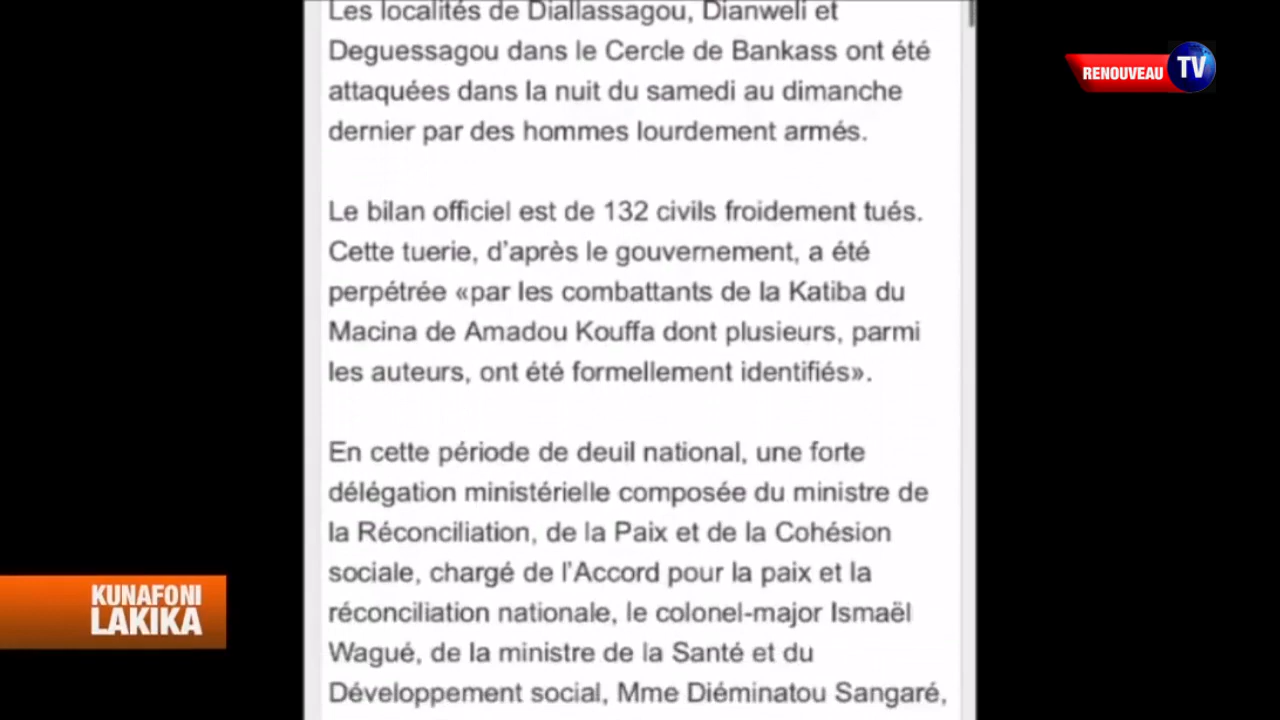 Les localités de Diallassagou, Dianweli et
Deguessagou dans le Cercle de Bankass ont été
attaquées dans la nuit du samedi au dimanche
dernier par des hommes lourdement armés.
Le bilan officiel est de 132 civils froidement tués.
Cette tuerie, d’après le gouvernement, a été
perpétrée «par les combattants de la Katiba du
Macina de Amadou Kouffa dont plusieurs, parmi
les auteurs, ont été formellement identifiés».
En cette période de deuil national, une forte
délégation ministérielle composée du ministre de
la Réconciliation, de la Paix et de la Cohésion
sociale, chargé de l’Accord pour la paix et la
réconciliation nationale, le colonel-major Ismaël
Wagué, de la ministre de la Santé et du
Développement social, Mme Diéminatou Sangaré,
RENOUVEAU TV
KUNAFONI
LAKIKA